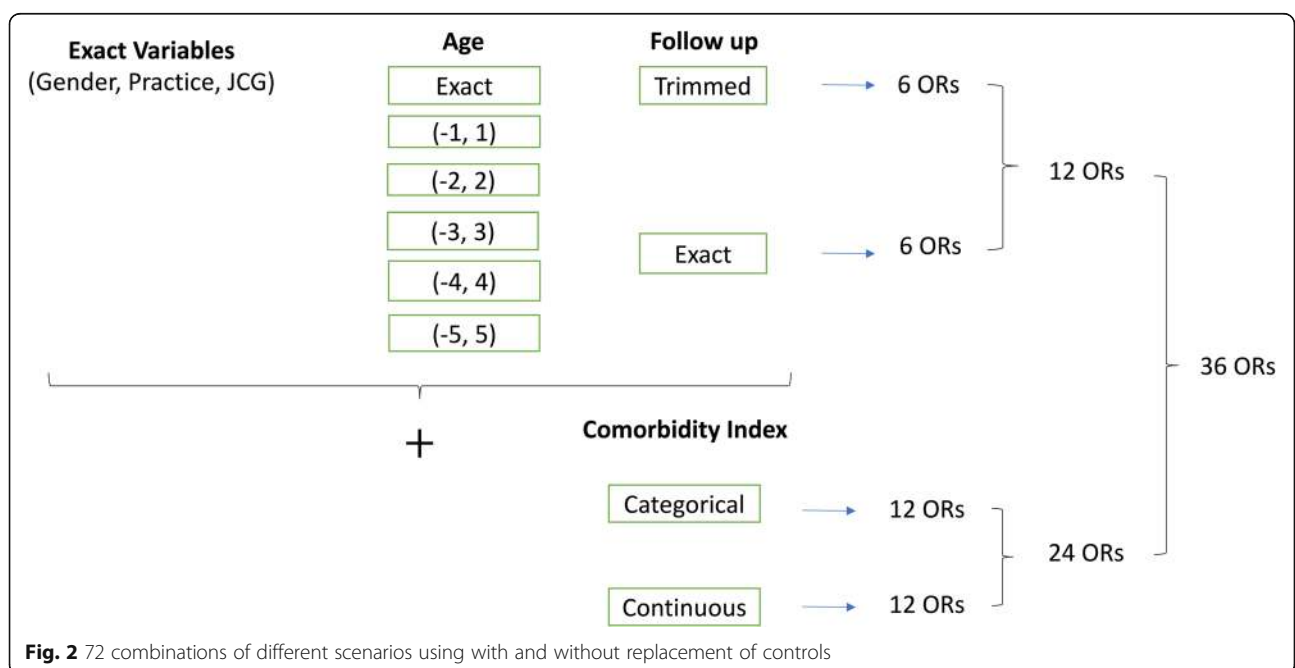 Exact Variables
(Gender, Practice, JCG)
Age
Exact
(-1, 1)
(-2, 2)
(-3, 3)
(-4, 4)
(-5, 5)
Follow up
Trimmed
Exact
6 ORs
6 ORs
12 ORs
36 ORs
+
Comorbidity Index
Categorical
Continuous
12 ORs
12 ORs
24 ORs
Fig. 2 72 combinations of different scenarios using with and without replacement of controls